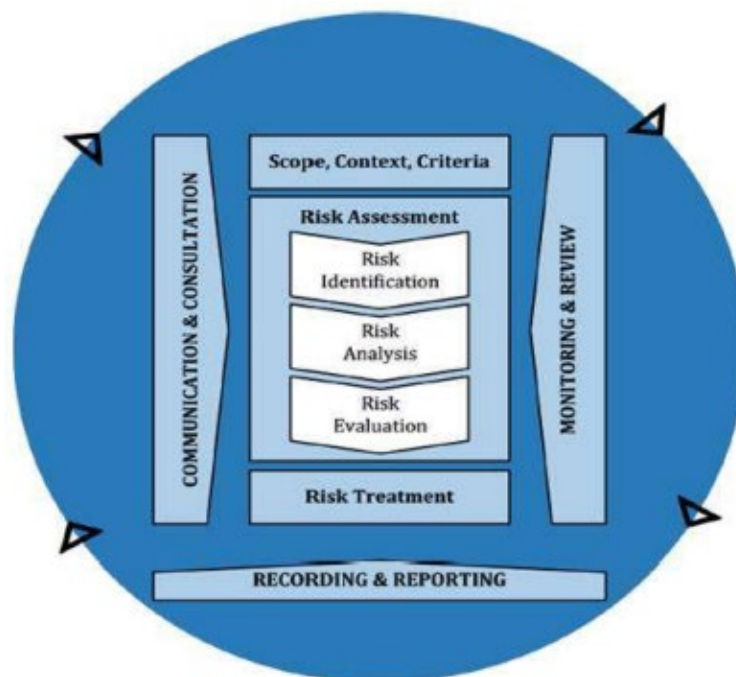 Scope, Context, Criteria
COMMUNICATION & CONSULTATION
Risk Assessment
Risk
Identification
Risk
Analysis
Risk
Evaluation
MONITORING & REVIEW
Risk Treatment
RECORDING & REPORTING